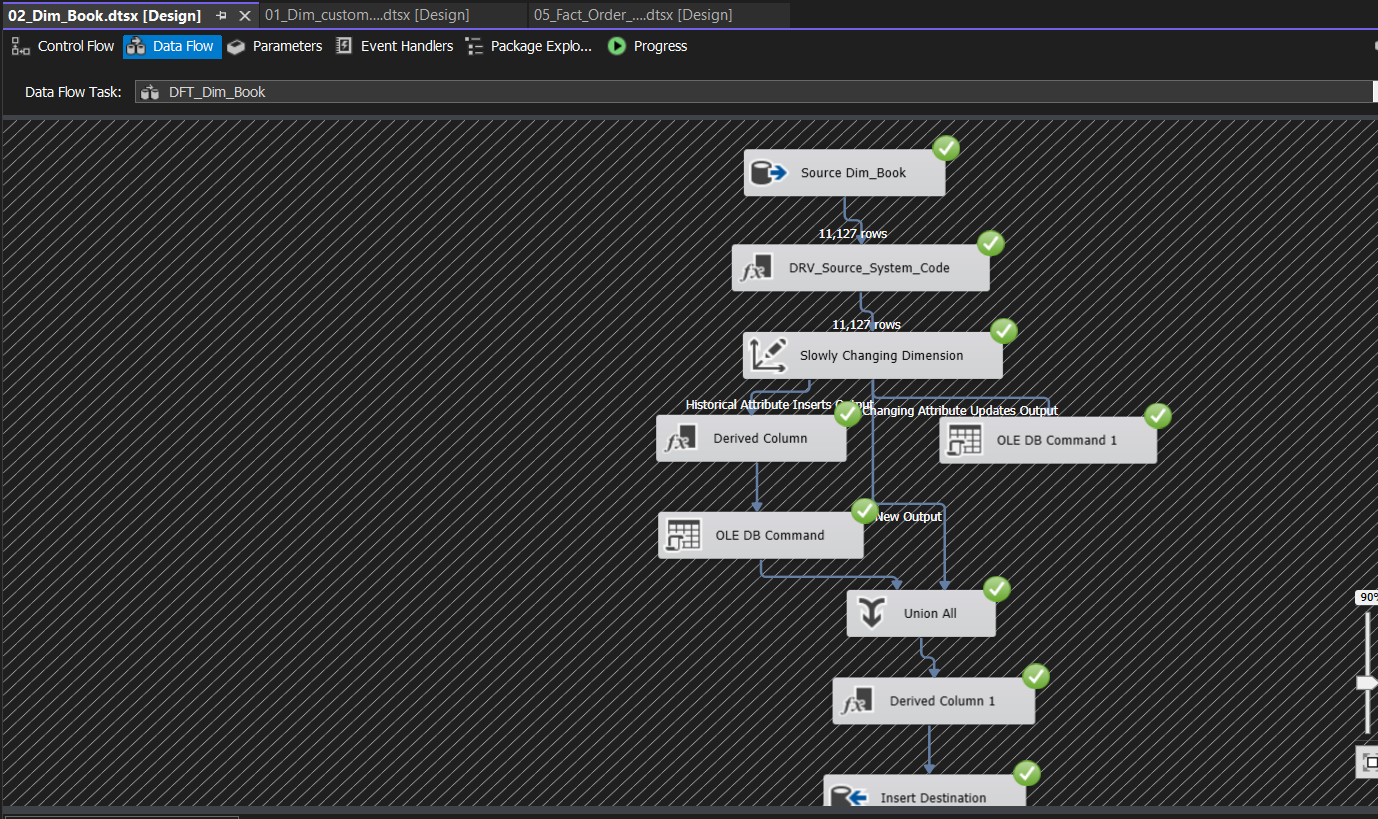 02_Dim_Book.dtsx [Design] 01_Dim_custom....dtsx [Design] 05_Fact_Order_....dtsx [Design]
Control Flow Data Flow Parameters Event Handlers Package Explo... Progress
Data Flow Task: DFT_Dim_Book
Source Dim_Book
11,127 rows
DRV_Source_System_Code
11,127 rows
Slowly Changing Dimension
Historical Attribute Inserts Output
Changing Attribute Updates Output
Derived Column
OLE DB Command 1
New Output
OLE DB Command
90%
Union All
Derived Column 1
Insert Destination